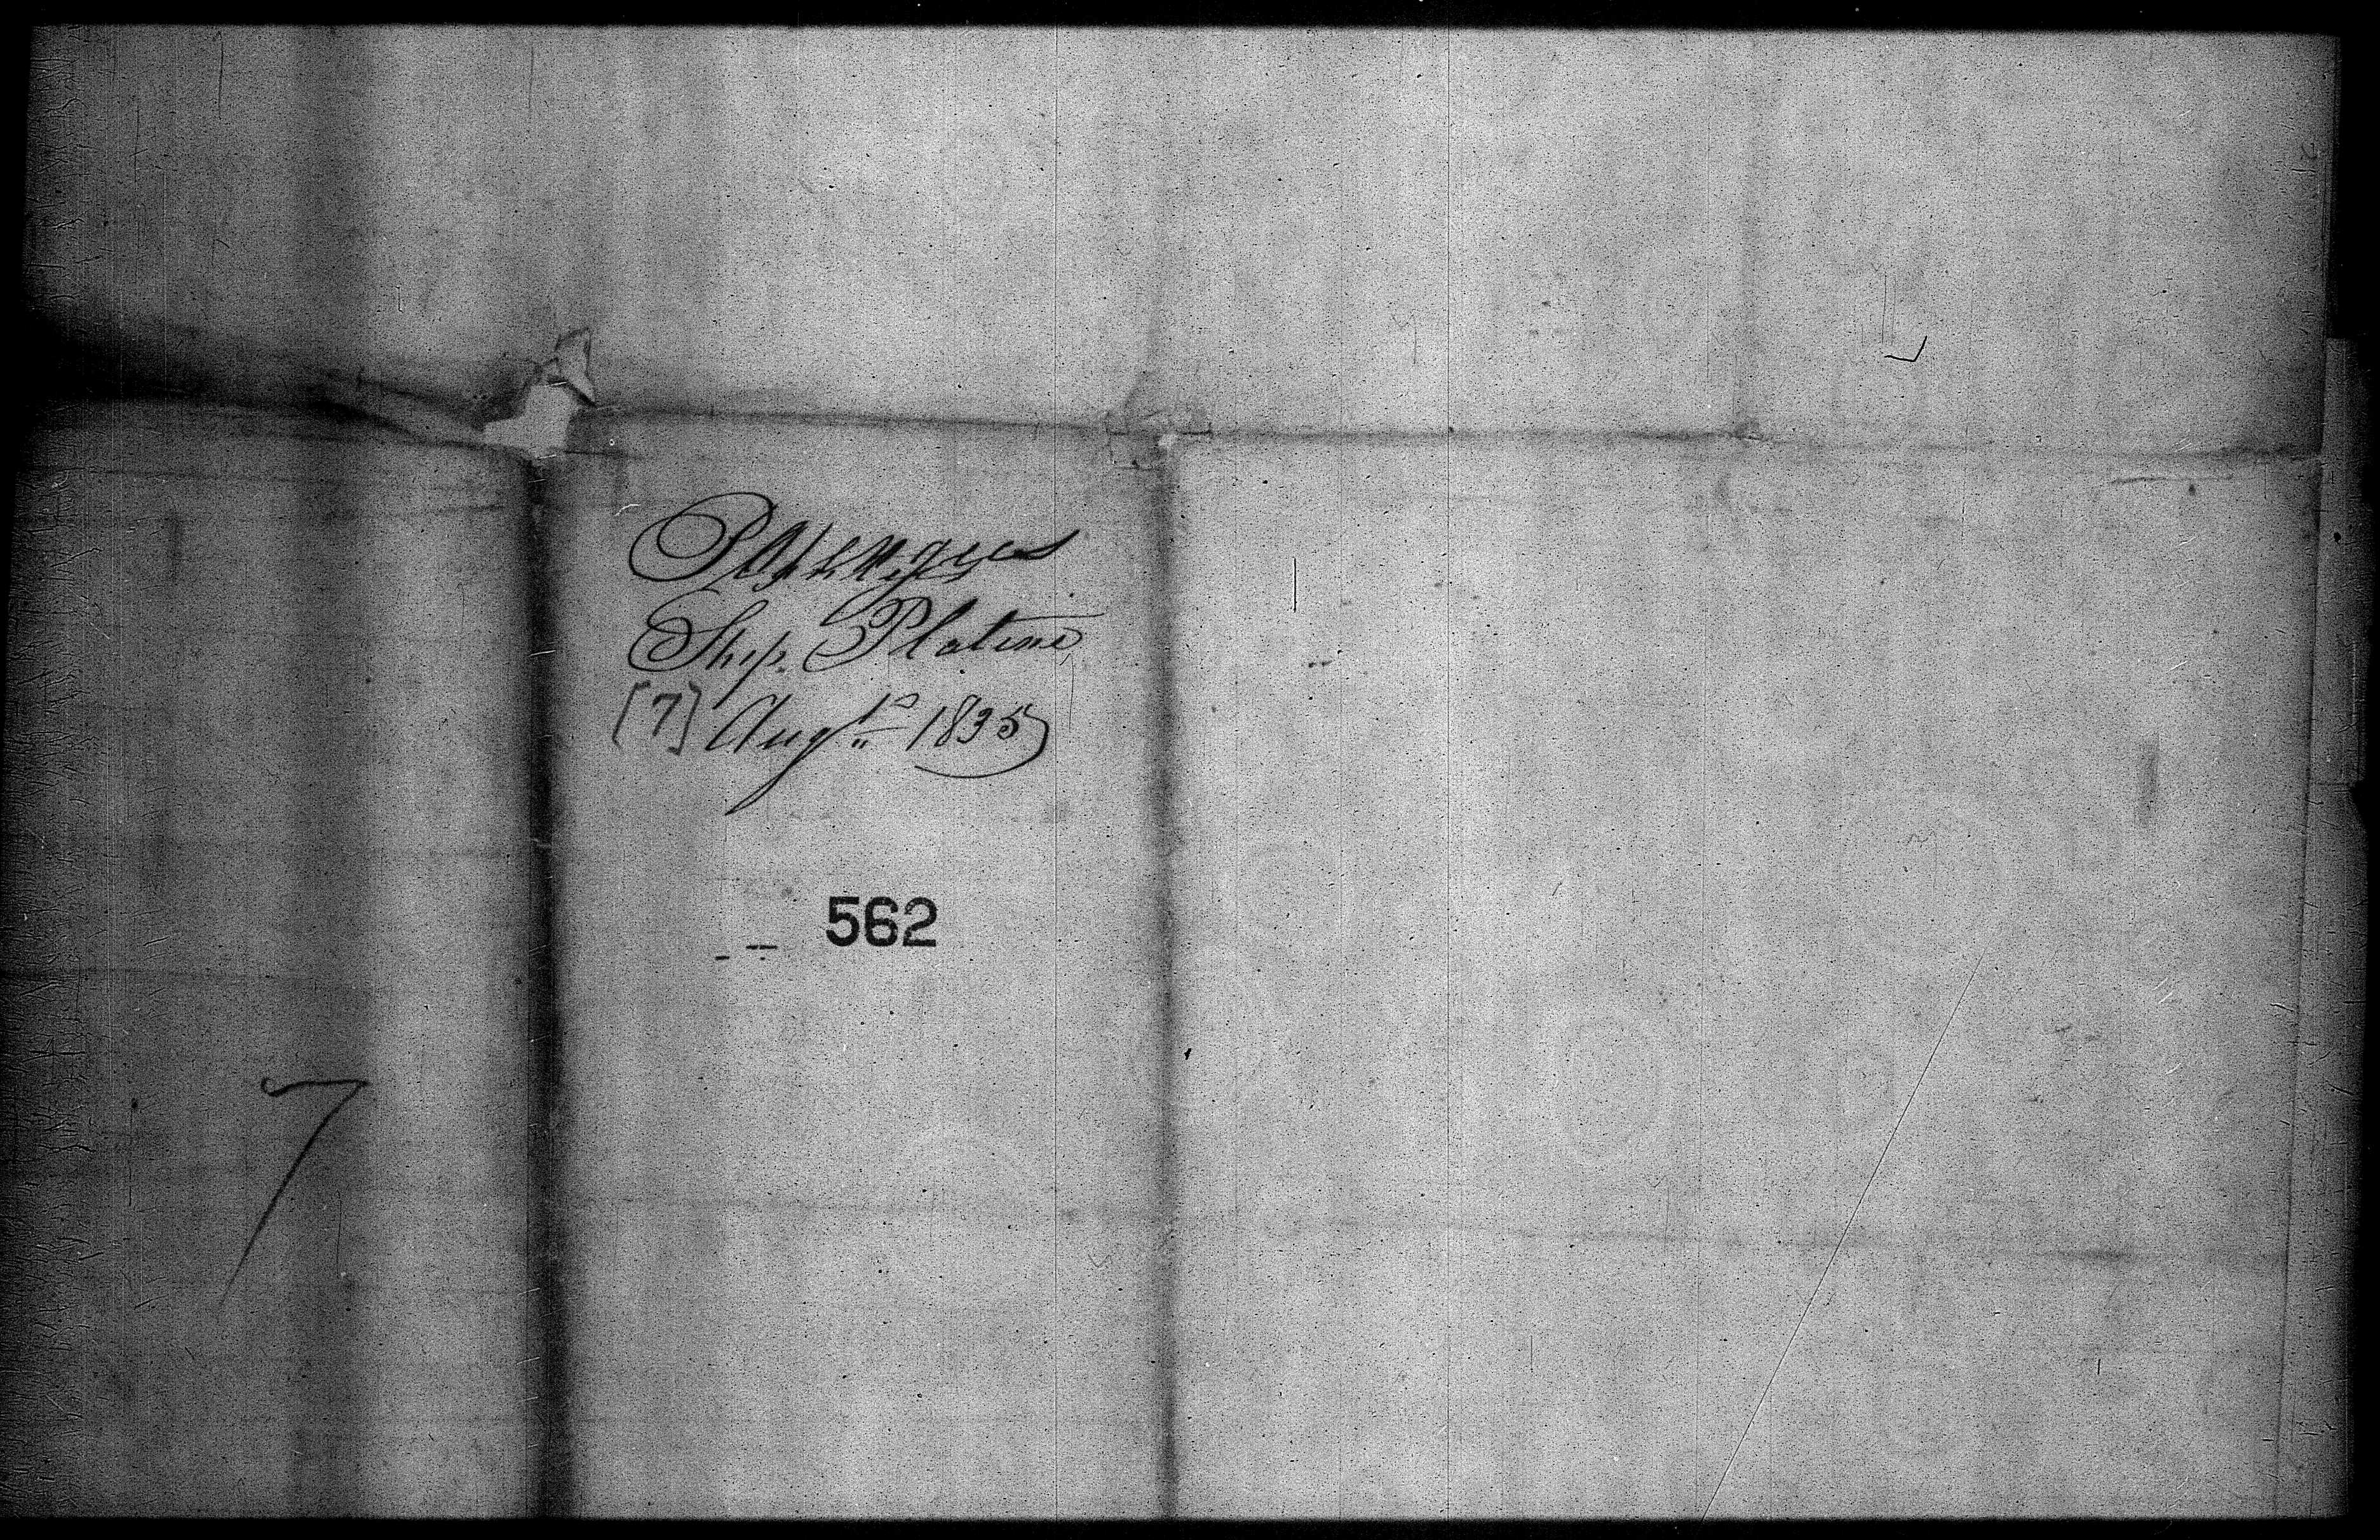 Passengers
Ship. Platina
[7] Augt. 1835
562
7